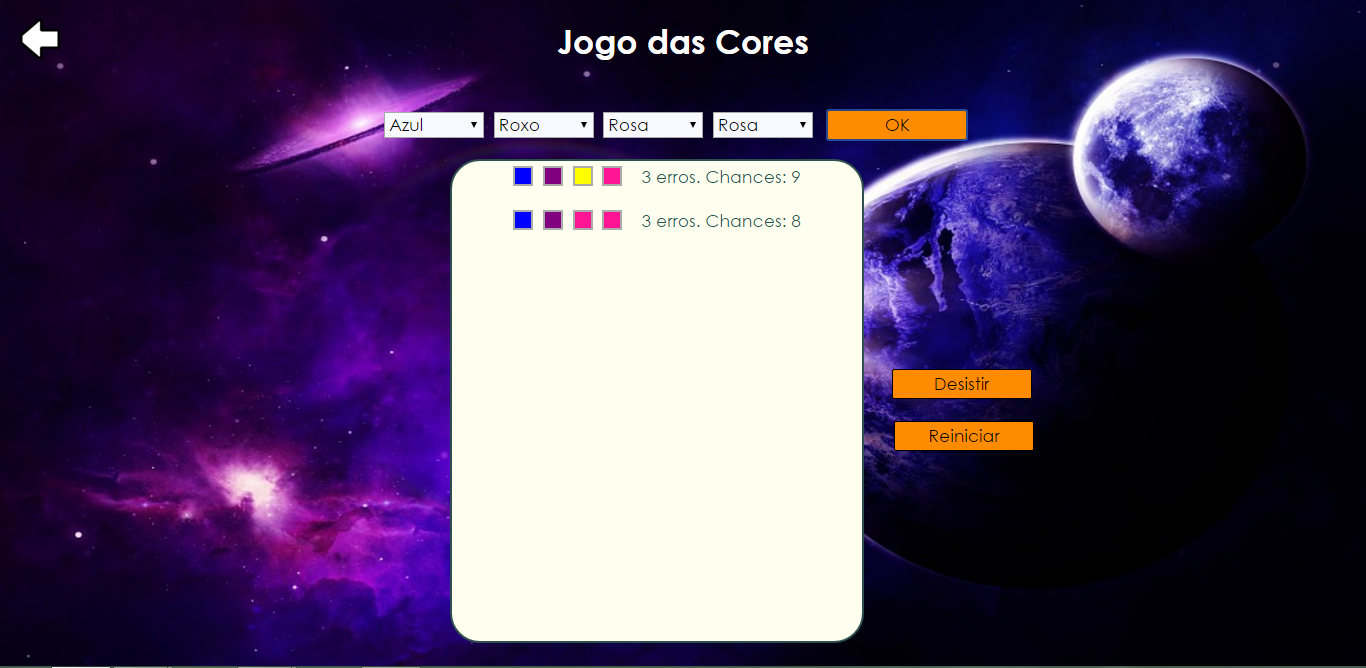 Jogo das Cores
Azul Roxo Rosa Rosa OK
3 erros. Chances: 9
3 erros. Chances: 8
Desistir
Reiniciar